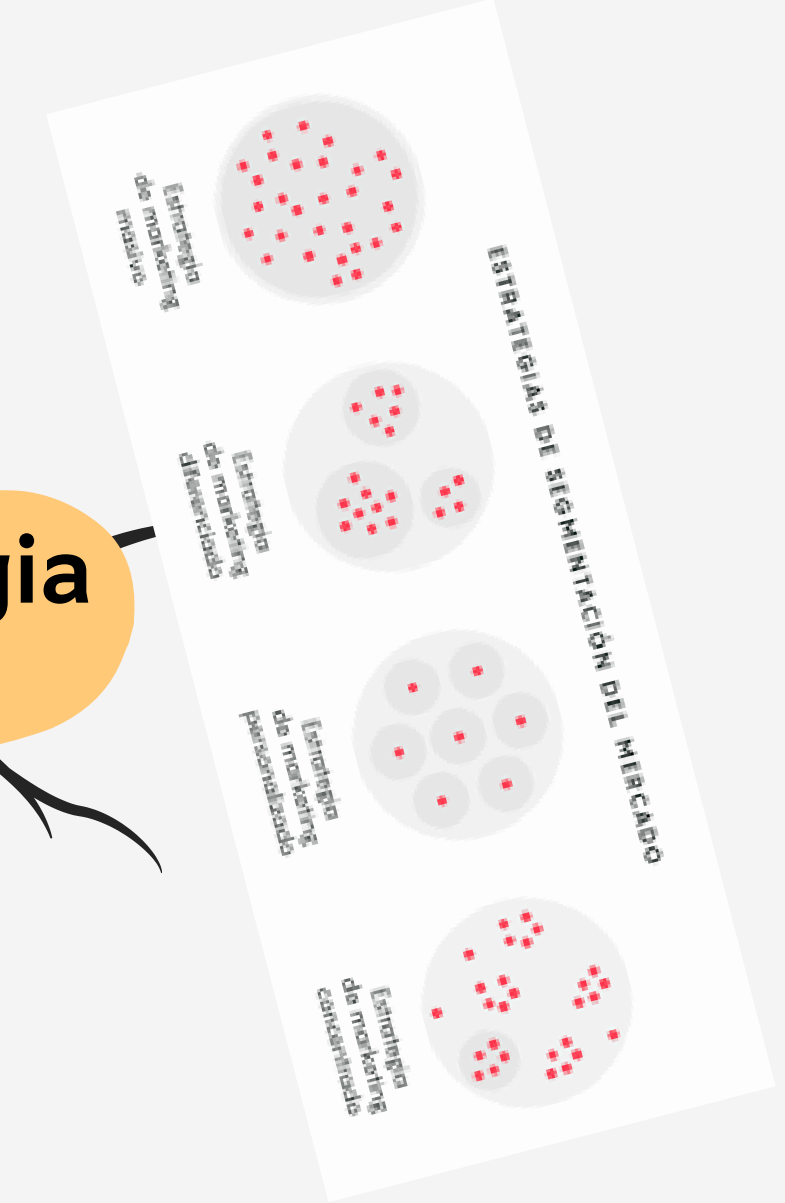 gia
ESTRATEGIAS DE SEGMENTACIÓN DEL MERCADO
Estrategia
de marketing
masivo
Estrategia
de marketing
diferenciado
Estrategia
de marketing
personalizado
Estrategia
de marketing
concentrado